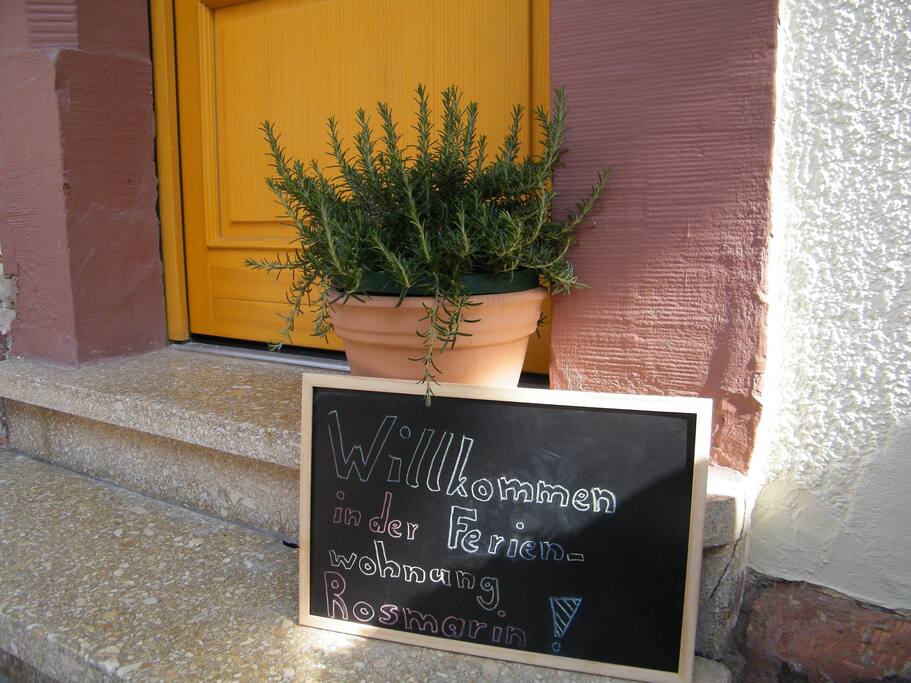 Willkommen
in der Ferien-
wohnung
Rosmarin !